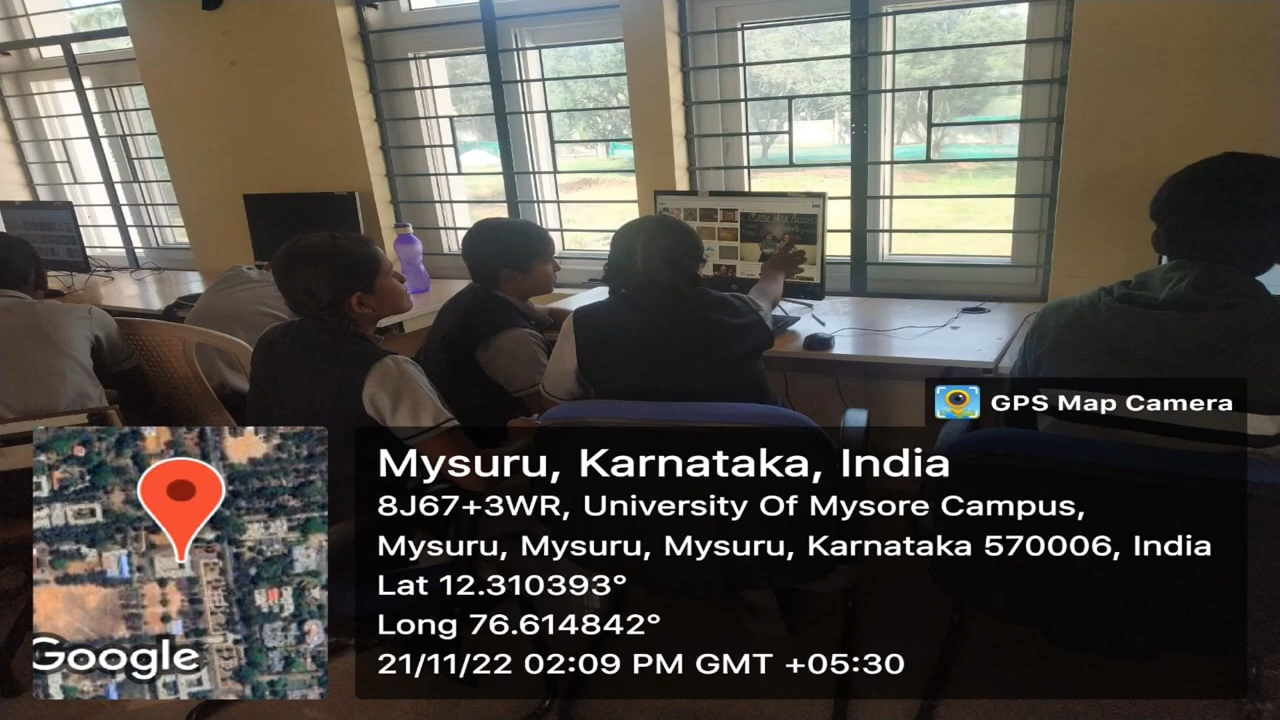 GPS Map Camera
Mysuru, Karnataka, India
8J67+3WR, University Of Mysore Campus,
Mysuru, Mysuru, Mysuru, Karnataka 570006, India
Lat 12.310393°
Long 76.614842°
21/11/22 02:09 PM GMT +05:30
Google